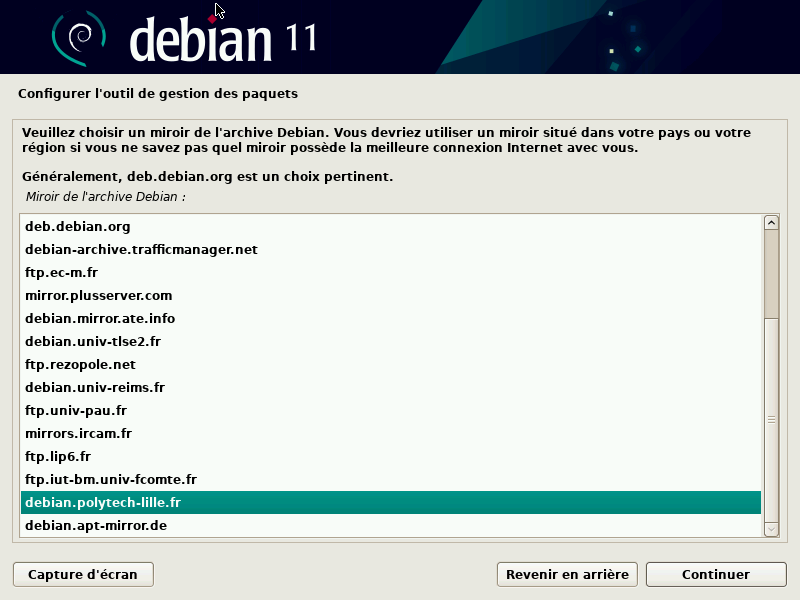 debian 11
Configurer l'outil de gestion des paquets
Veuillez choisir un miroir de l'archive Debian. Vous devriez utiliser un miroir situé dans votre pays ou votre
région si vous ne savez pas quel miroir possède la meilleure connexion Internet avec vous.
Généralement, deb.debian.org est un choix pertinent.
Miroir de l'archive Debian :
deb.debian.org
debian-archive.trafficmanager.net
ftp.ec-m.fr
mirror.plusserver.com
debian.mirror.ate.info
debian.univ-tlse2.fr
ftp.rezopole.net
debian.univ-reims.fr
ftp.univ-pau.fr
mirrors.ircam.fr
ftp.lip6.fr
ftp.iut-bm.univ-fcomte.fr
debian.polytech-lille.fr
debian.apt-mirror.de
Capture d'écran
Revenir en arrière
Continuer